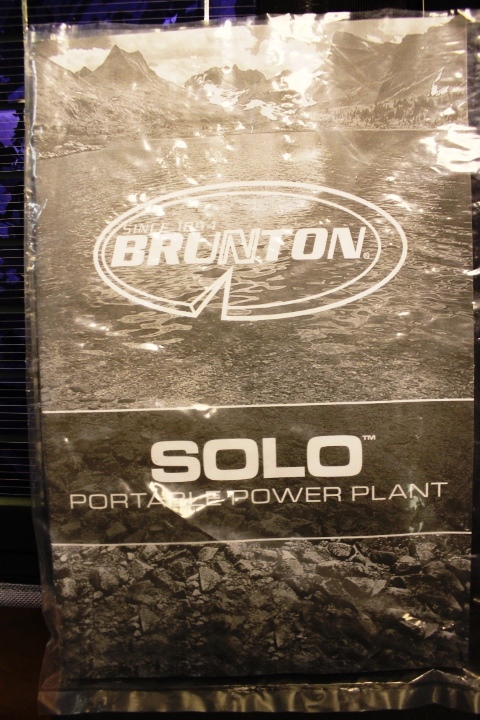 SINCE 1894
BRUNTON®
SOLO™
PORTABLE POWER PLANT